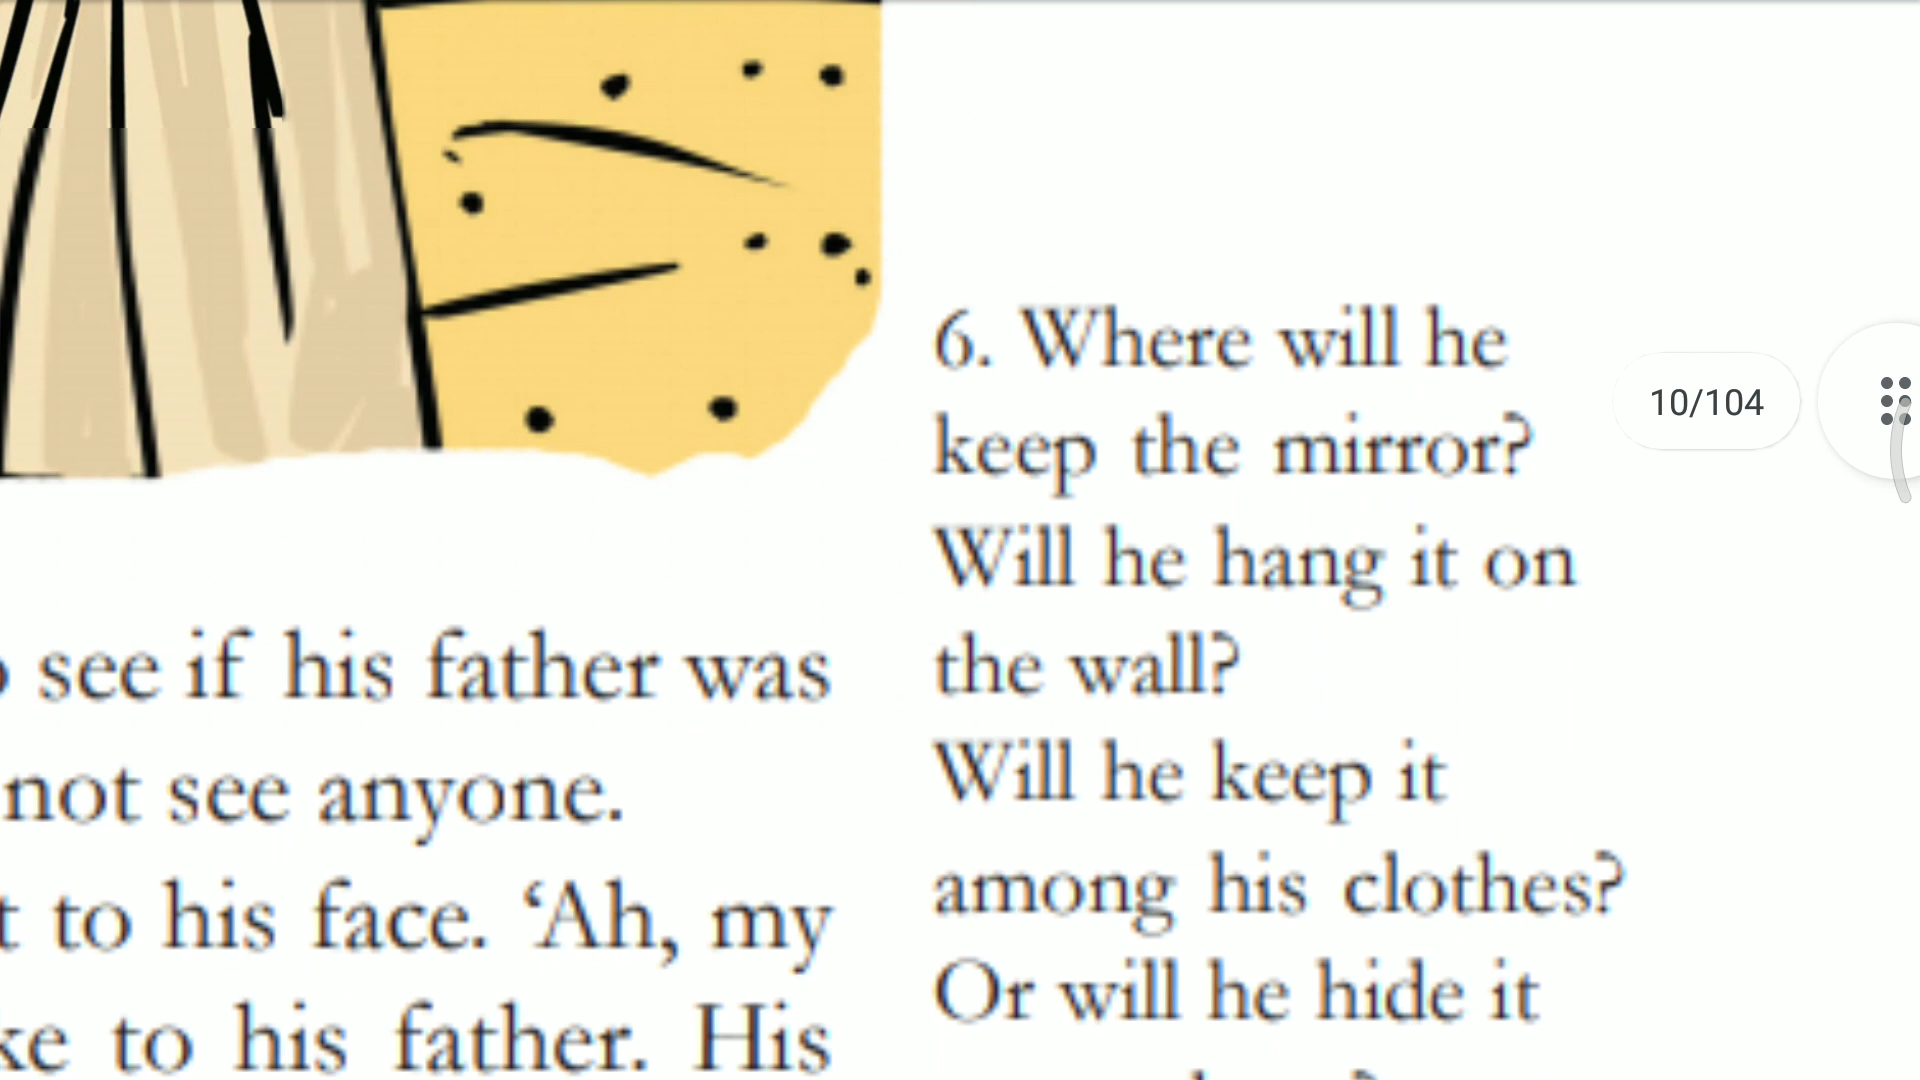 see if his father was
not see anyone.
to his face. ‘Ah, my
to his father. His
6. Where will he
keep the mirror?
Will he hang it on
the wall?
Will he keep it
among his clothes?
Or will he hide it
10/104